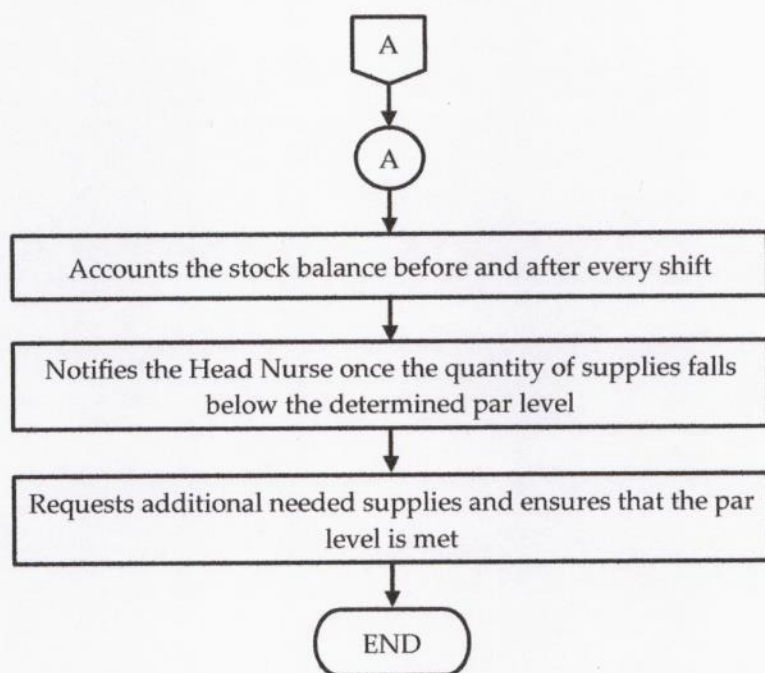 A
A
Accounts the stock balance before and after every shift
Notifies the Head Nurse once the quantity of supplies falls
below the determined par level
Requests additional needed supplies and ensures that the par
level is met
END